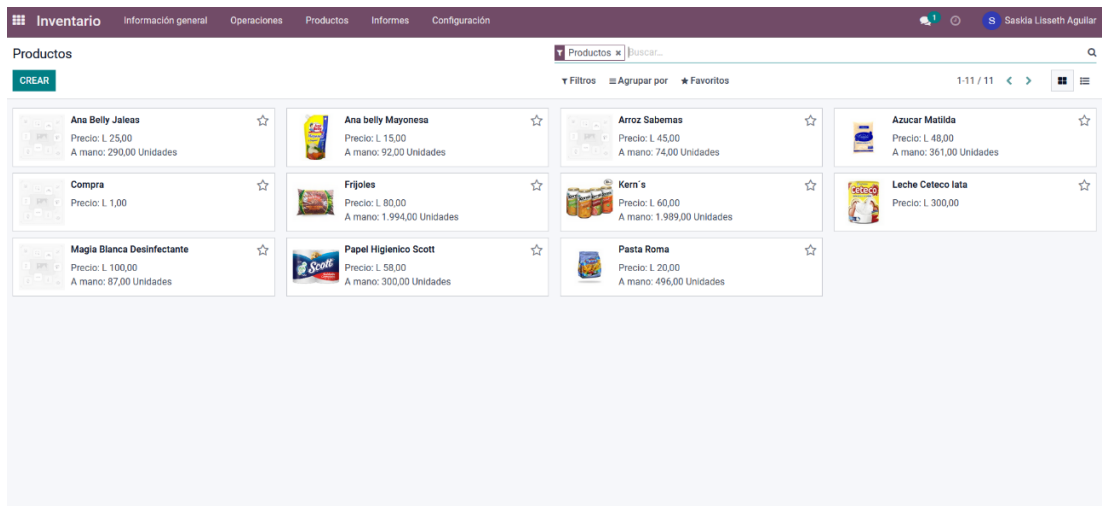 Inventario Información general Operaciones Productos Informes Configuración 1 S Saskia Lisseth Aguilar
Productos Productos × Buscar...
CREAR Filtros Agrupar por Favoritos 1-11 / 11
Ana Belly Jaleas
Precio: L 25,00
A mano: 290,00 Unidades
Ana belly Mayonesa
Precio: L 15,00
A mano: 92,00 Unidades
Arroz Sabemas
Precio: L 45,00
A mano: 74,00 Unidades
Azucar Matilda
Precio: L 48,00
A mano: 361,00 Unidades
Compra
Precio: L 1,00
Frijoles
Precio: L 80,00
A mano: 1.994,00 Unidades
Kern´s
Precio: L 60,00
A mano: 1.989,00 Unidades
Ceteco
Leche Ceteco lata
Precio: L 300,00
Magia Blanca Desinfectante
Precio: L 100,00
A mano: 87,00 Unidades
Scott
Papel Higienico Scott
Precio: L 58,00
A mano: 300,00 Unidades
Pasta Roma
Precio: L 20,00
A mano: 496,00 Unidades